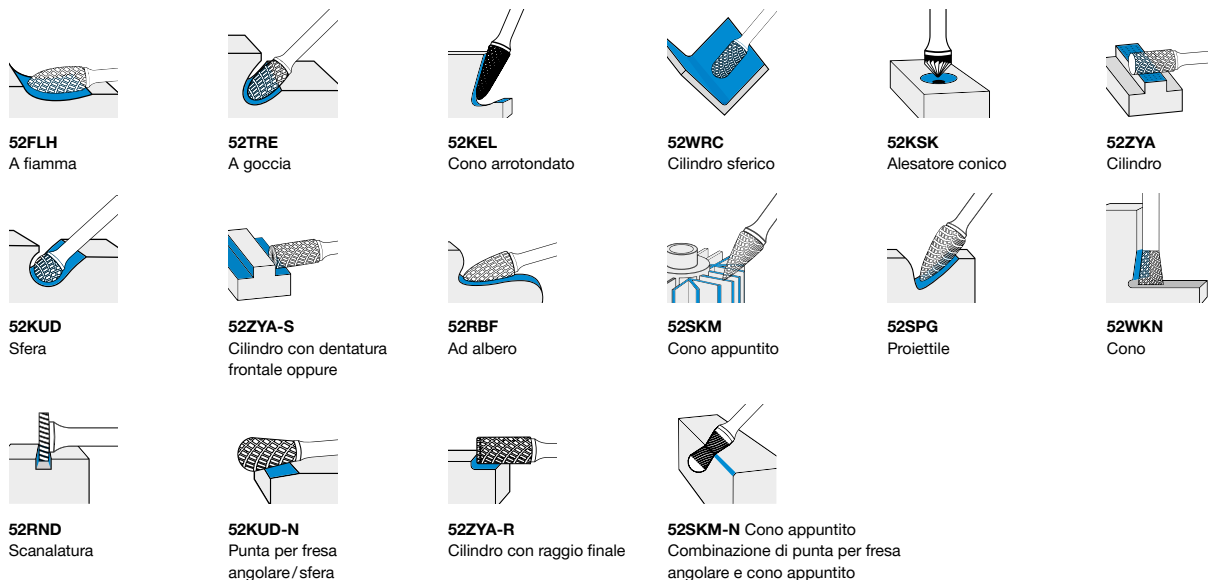 52FLH
A fiamma
52TRE
A goccia
52KEL
Cono arrotondato
52WRC
Cilindro sferico
52KSK
Alesatore conico
52ZYA
Cilindro
52KUD
Sfera
52ZYA-S
Cilindro con dentatura
frontale oppure
52RBF
Ad albero
52SKM
Cono appuntito
52SPG
Proiettile
52WKN
Cono
52RND
Scanalatura
52KUD-N
Punta per fresa
angolare/sfera
52ZYA-R
Cilindro con raggio finale
52SKM-N Cono appuntito
Combinazione di punta per fresa
angolare e cono appuntito